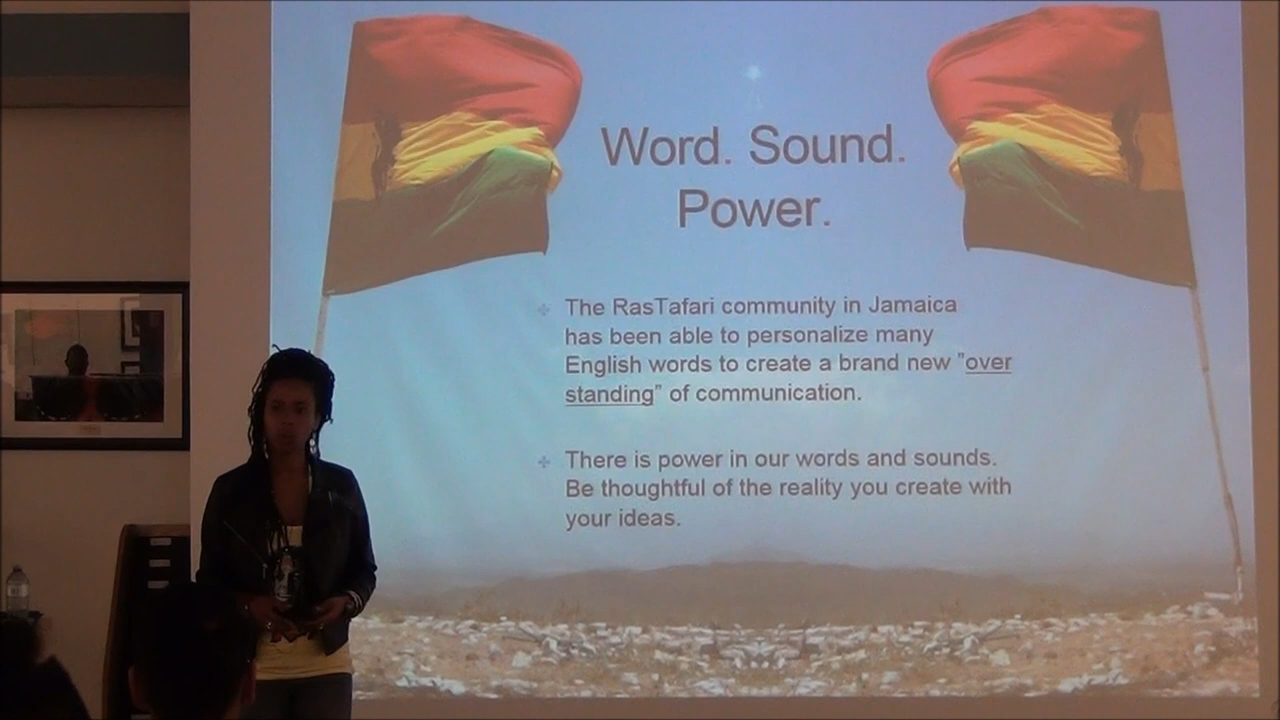 Word. Sound.
Power.
The RasTafari community in Jamaica
has been able to personalize many
English words to create a brand new "over
standing" of communication.
There is power in our words and sounds.
Be thoughtful of the reality you create with
your ideas.